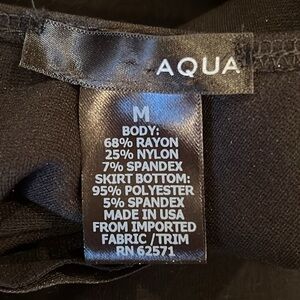 AQUA
M
BODY:
68% RAYON
25% NYLON
7% SPANDEX
SKIRT BOTTOM:
95% POLYESTER
5% SPANDEX
MADE IN USA
FROM IMPORTED
FABRIC /TRIM
RN 62571